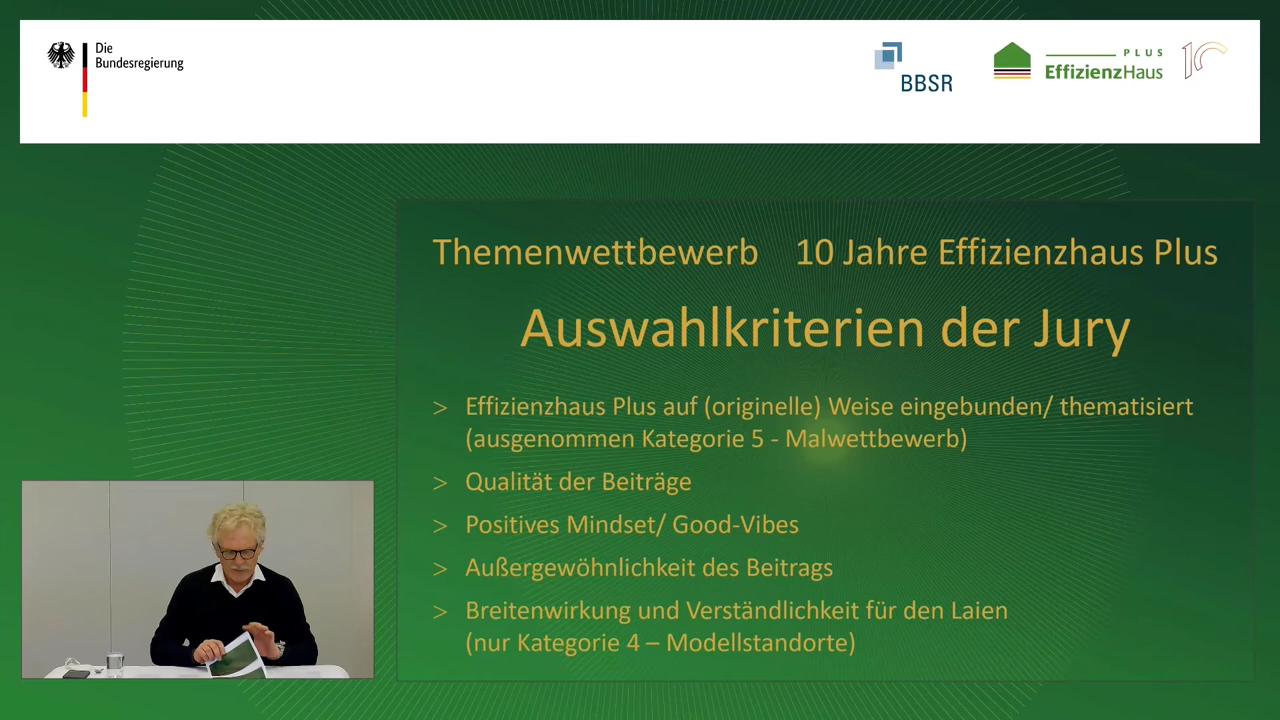 Die
Bundesregierung
BBSR
PLUS
EffizienzHaus
10
Themenwettbewerb 10 Jahre Effizienzhaus Plus
Auswahlkriterien der Jury
> Effizienzhaus Plus auf (originelle) Weise eingebunden/ thematisiert
(ausgenommen Kategorie 5 - Malwettbewerb)
> Qualität der Beiträge
> Positives Mindset/ Good-Vibes
> Außergewöhnlichkeit des Beitrags
> Breitenwirkung und Verständlichkeit für den Laien
(nur Kategorie 4 – Modellstandorte)